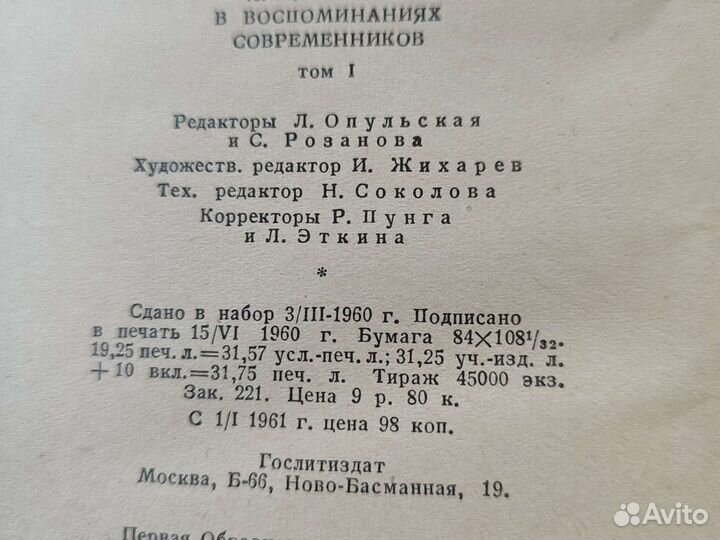 В ВОСПОМИНАНИЯХ
СОВРЕМЕННИКОВ
том I
Редакторы Л. Опульская
и С. Розанова
Художеств. редактор И. Жихарев
Тех. редактор Н. Соколова
Корректоры Р. Пунга
и Л. Эткина
*
Сдано в набор 3/III-1960 г. Подписано
в печать 15/VI 1960 г. Бумага 84×108¹/₃₂.
19,25 печ. л.=31,57 усл.-печ. л.; 31,25 уч.-изд. л.
+ 10 вкл.=31,75 печ. л. Тираж 45000 экз.
Зак. 221. Цена 9 р. 80 к.
С 1/I 1961 г. цена 98 коп.
Гослитиздат
Москва, Б-66, Ново-Басманная, 19.
Первая
Avito